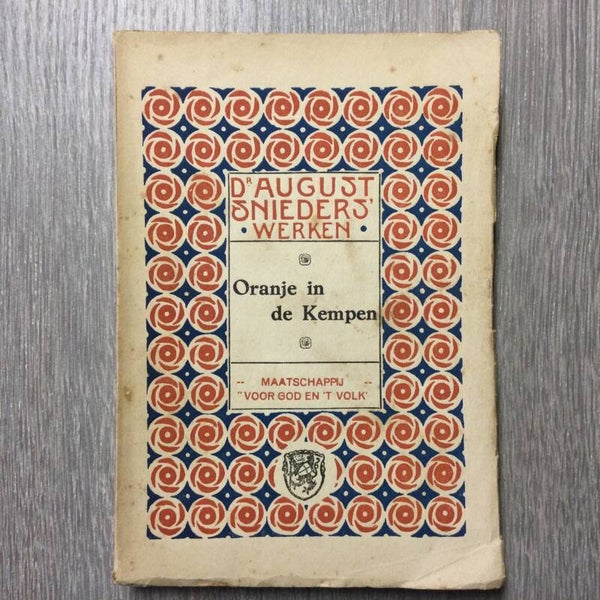 DR AUGUST
SNIEDERS'
• WERKEN •
Oranje in
de Kempen
-- MAATSCHAPPIJ --
"VOOR GOD EN 'T VOLK'